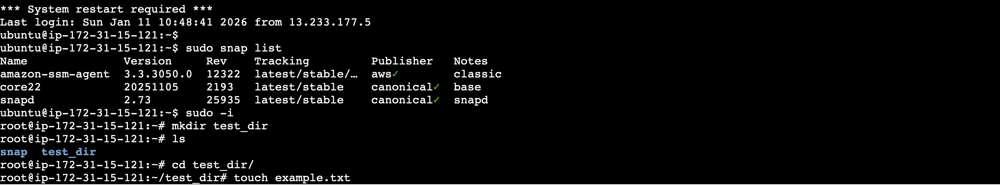 *** System restart required ***
Last login: Sun Jan 11 10:48:41 2026 from 13.233.177.5
ubuntu@ip-172-31-15-121:~$
ubuntu@ip-172-31-15-121:~$ sudo snap list
Name              Version      Rev    Tracking         Publisher   Notes
amazon-ssm-agent  3.3.3050.0  12322  latest/stable/…  aws✓        classic
core22            20251105    2193   latest/stable    canonical✓  base
snapd             2.73        25935  latest/stable    canonical✓  snapd
ubuntu@ip-172-31-15-121:~$ sudo -i
root@ip-172-31-15-121:~# mkdir test_dir
root@ip-172-31-15-121:~# ls
snap  test_dir
root@ip-172-31-15-121:~# cd test_dir/
root@ip-172-31-15-121:~/test_dir# touch example.txt